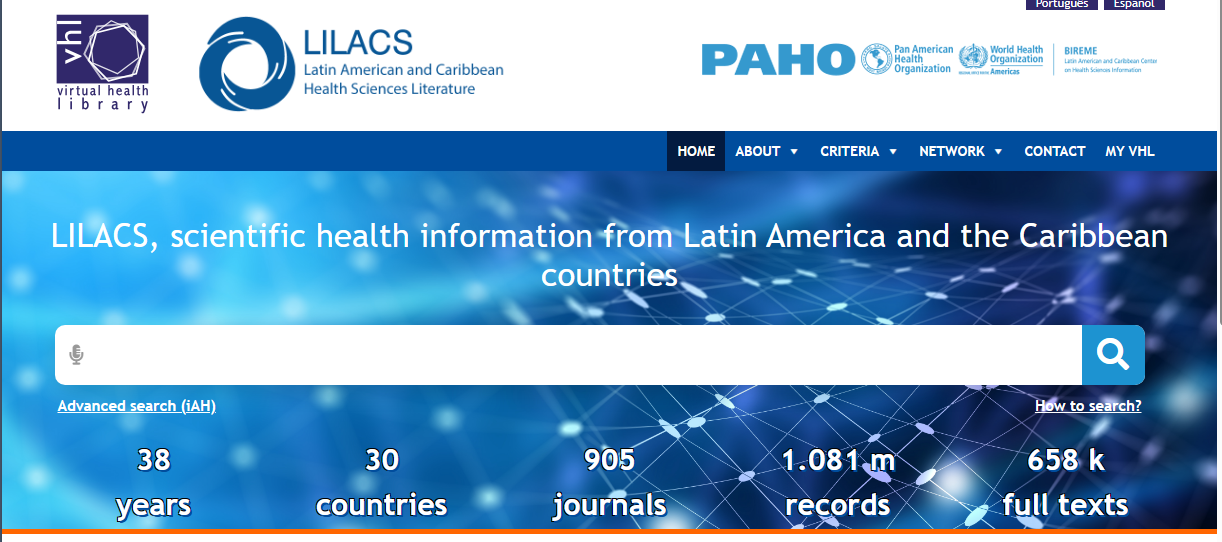 Português
Español
vhl
virtual health
library
LILACS
Latin American and Caribbean
Health Sciences Literature
PAHO
Pan American
Health
Organization
World Health
Organization
Americas
BIREME
Latin American and Caribbean Center
on Health Sciences Information
HOME
ABOUT
CRITERIA
NETWORK
CONTACT
MY VHL
LILACS, scientific health information from Latin America and the Caribbean
countries
Advanced search (iAH)
How to search?
38
years
30
countries
905
journals
1.081 m
records
658 k
full texts